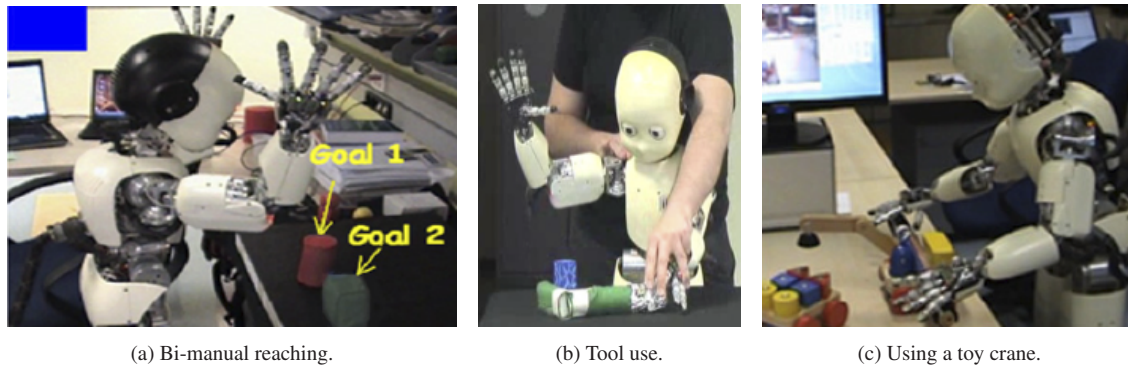 Goal 1
Goal 2
(a) Bi-manual reaching.
(b) Tool use.
(c) Using a toy crane.